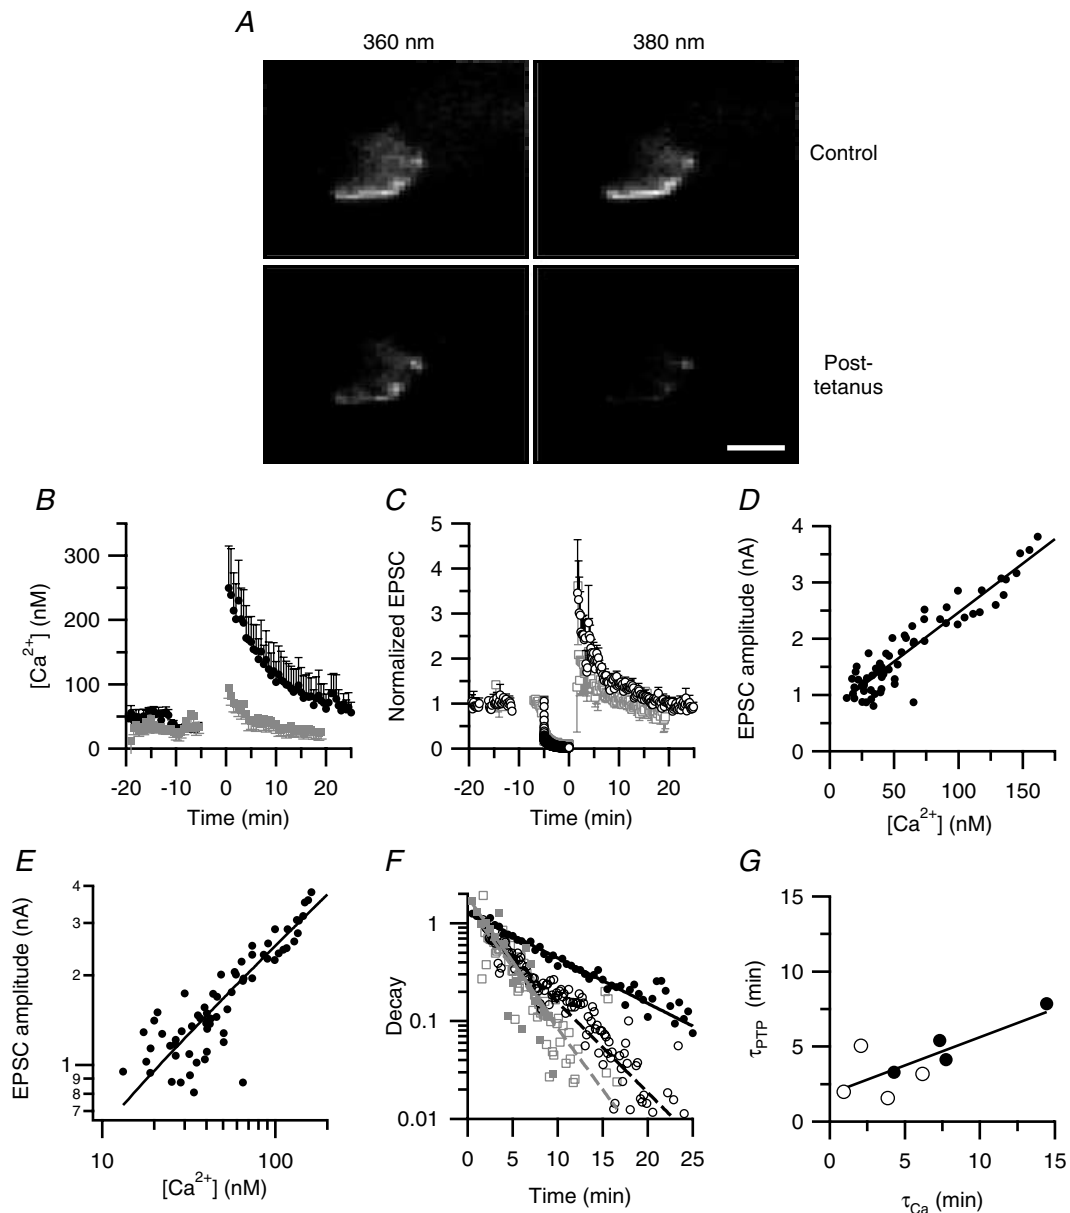 A
360 nm 380 nm
Control
Post-
tetanus
B
[Ca2+] (nM)
300
200
100
0
-20 -10 0 10 20
Time (min)
C
Normalized EPSC
5
4
3
2
1
0
-20 -10 0 10 20
Time (min)
D
EPSC amplitude (nA)
4
3
2
1
0
0 50 100 150
[Ca2+] (nM)
E
EPSC amplitude (nA)
4
3
2
1
9
8
7
10 100
[Ca2+] (nM)
F
Decay
1
0.1
0.01
0 5 10 15 20 25
Time (min)
G
τPTP (min)
15
10
5
0
0 5 10 15
τCa (min)